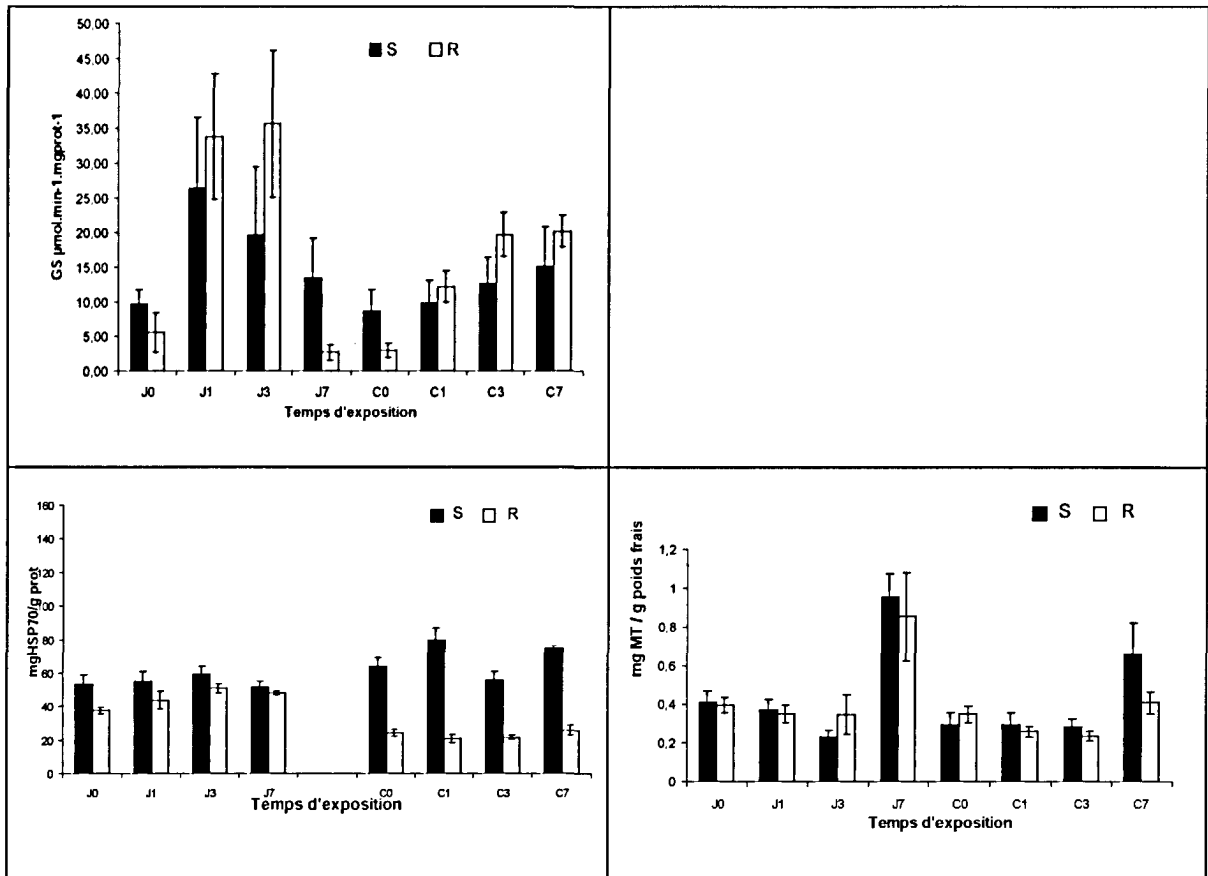 50,00
45,00
40,00
35,00
30,00
25,00
20,00
15,00
10,00
5,00
0,00
GS µmol.min-1.mgprot-1
S R
J0 J1 J3 J7 C0 C1 C3 C7
Temps d'exposition
160
140
120
100
80
60
40
20
0
mgHSP70/g prot
S R
J0 J1 J3 J7 C0 C1 C3 C7
Temps d'exposition
1,2
1
0,8
0,6
0,4
0,2
0
mg MT / g poids frais
S R
J0 J1 J3 J7 C0 C1 C3 C7
Temps d'exposition